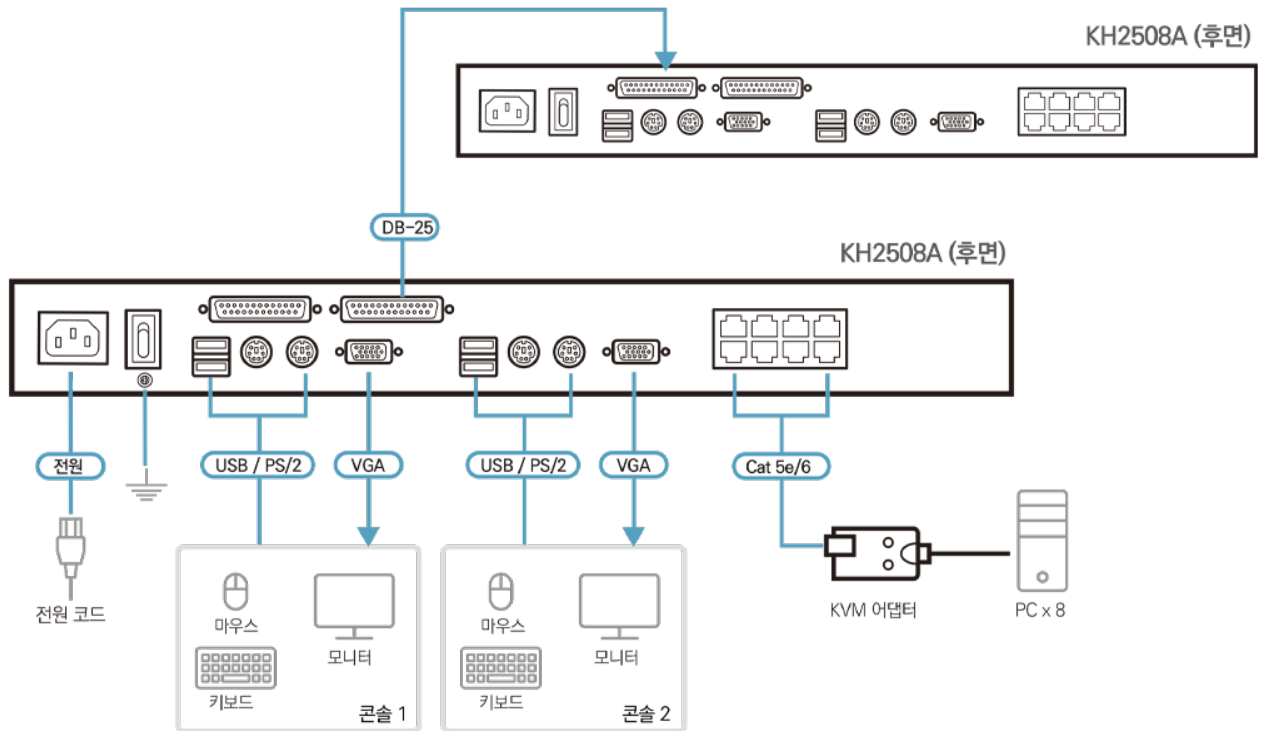 KH2508A (후면)
DB-25
KH2508A (후면)
전원
USB / PS/2
VGA
USB / PS/2
VGA
Cat 5e/6
전원 코드
마우스
모니터
키보드
콘솔 1
마우스
모니터
키보드
콘솔 2
KVM 어댑터
PC x 8